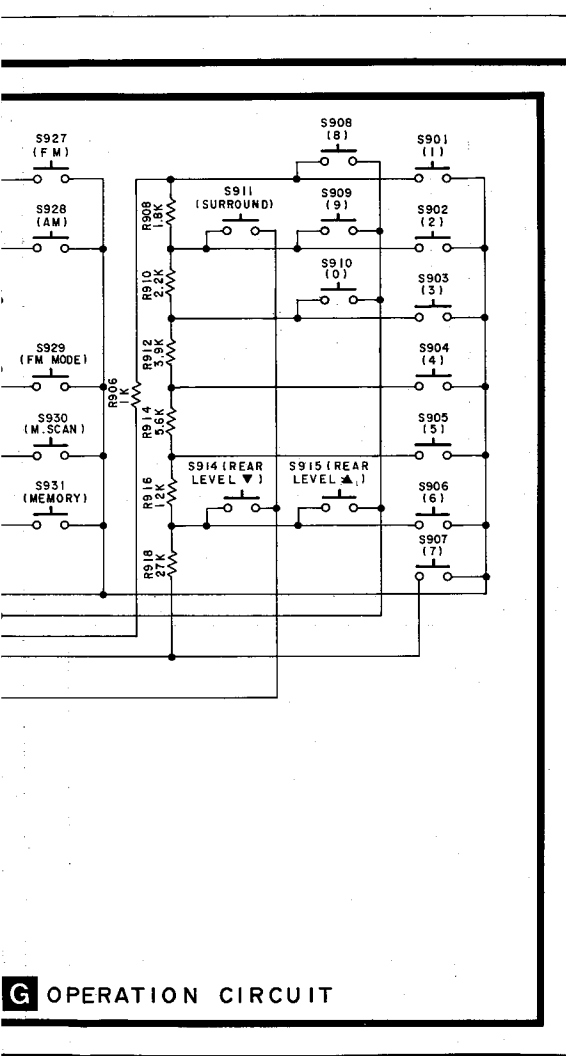 S908
(8)
S901
(1)
S927
(FM)
S911
(SURROUND)
S909
(9)
R908
1.8K
S928
(AM)
S902
(2)
S910
(0)
R910
2.2K
S903
(3)
S929
(FM MODE)
R912
3.9K
S904
(4)
R906
1K
S930
(M.SCAN)
R914
5.6K
S905
(5)
S914 (REAR
LEVEL ▼)
S915 (REAR
LEVEL ▲)
S931
(MEMORY)
R916
12K
S906
(6)
S907
(7)
R918
27K
G OPERATION CIRCUIT